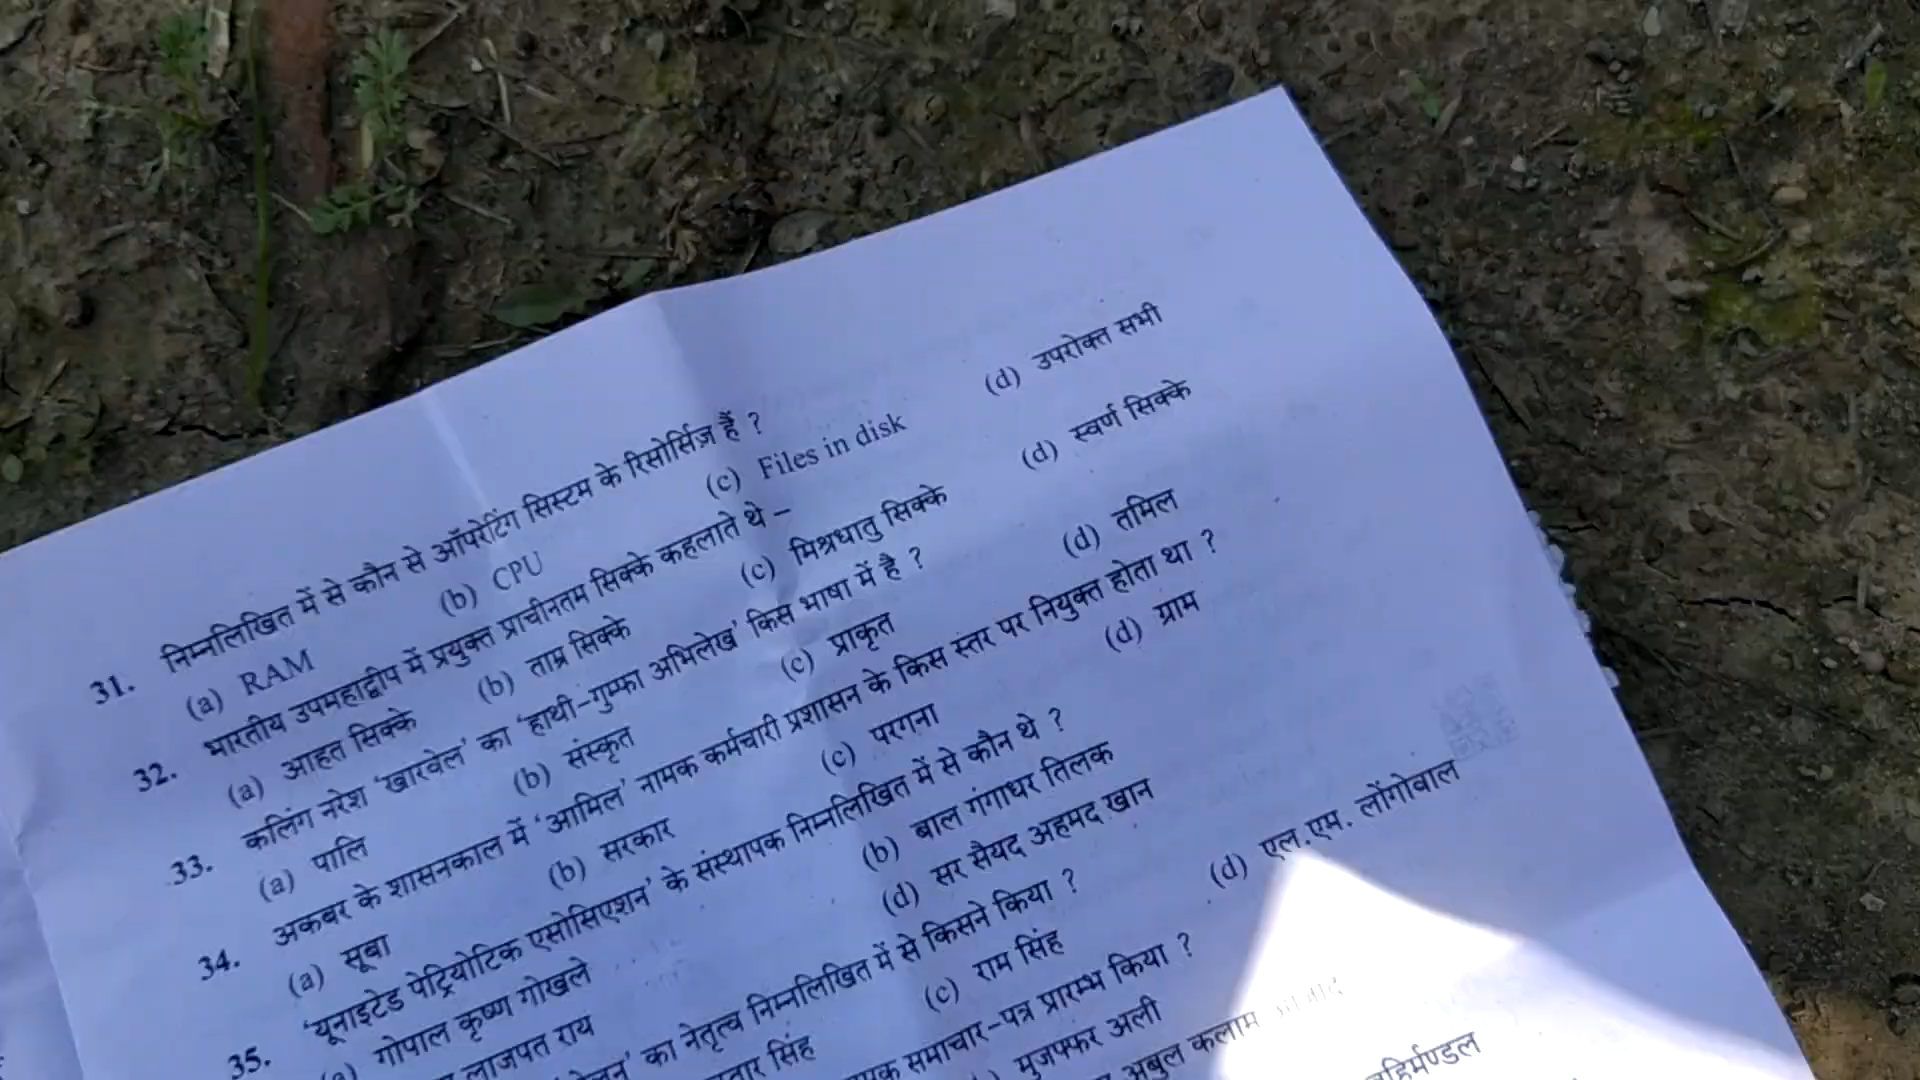 31. निम्नलिखित में से कौन से ऑपरेटिंग सिस्टम के रिसोर्सिज़ हैं ?
(a) RAM (b) CPU (c) Files in disk (d) उपरोक्त सभी
32. भारतीय उपमहाद्वीप में प्रयुक्त प्राचीनतम सिक्के कहलाते थे –
(a) आहत सिक्के (b) ताम्र सिक्के (c) मिश्रधातु सिक्के (d) स्वर्ण सिक्के
33. कलिंग नरेश ‘खारवेल’ का ‘हाथी-गुम्फा अभिलेख’ किस भाषा में है ?
(a) पालि (b) संस्कृत (c) प्राकृत (d) तमिल
34. अकबर के शासनकाल में ‘आमिल’ नामक कर्मचारी प्रशासन के किस स्तर पर नियुक्त होता था ?
(a) सूबा (b) सरकार (c) परगना (d) ग्राम
35. ‘यूनाइटेड पेट्रियोटिक एसोसिएशन’ के संस्थापक निम्नलिखित में से कौन थे ?
गोपाल कृष्ण गोखले (b) बाल गंगाधर तिलक
लाजपत राय (d) सर सैयद अहमद खान
का नेतृत्व निम्नलिखित में से किसने किया ?
सिंह (c) राम सिंह (d) एल.एम. लोंगोवाल
समाचार-पत्र प्रारम्भ किया ?
मुजफ्फर अली
अबुल कलाम
बहिर्मण्डल